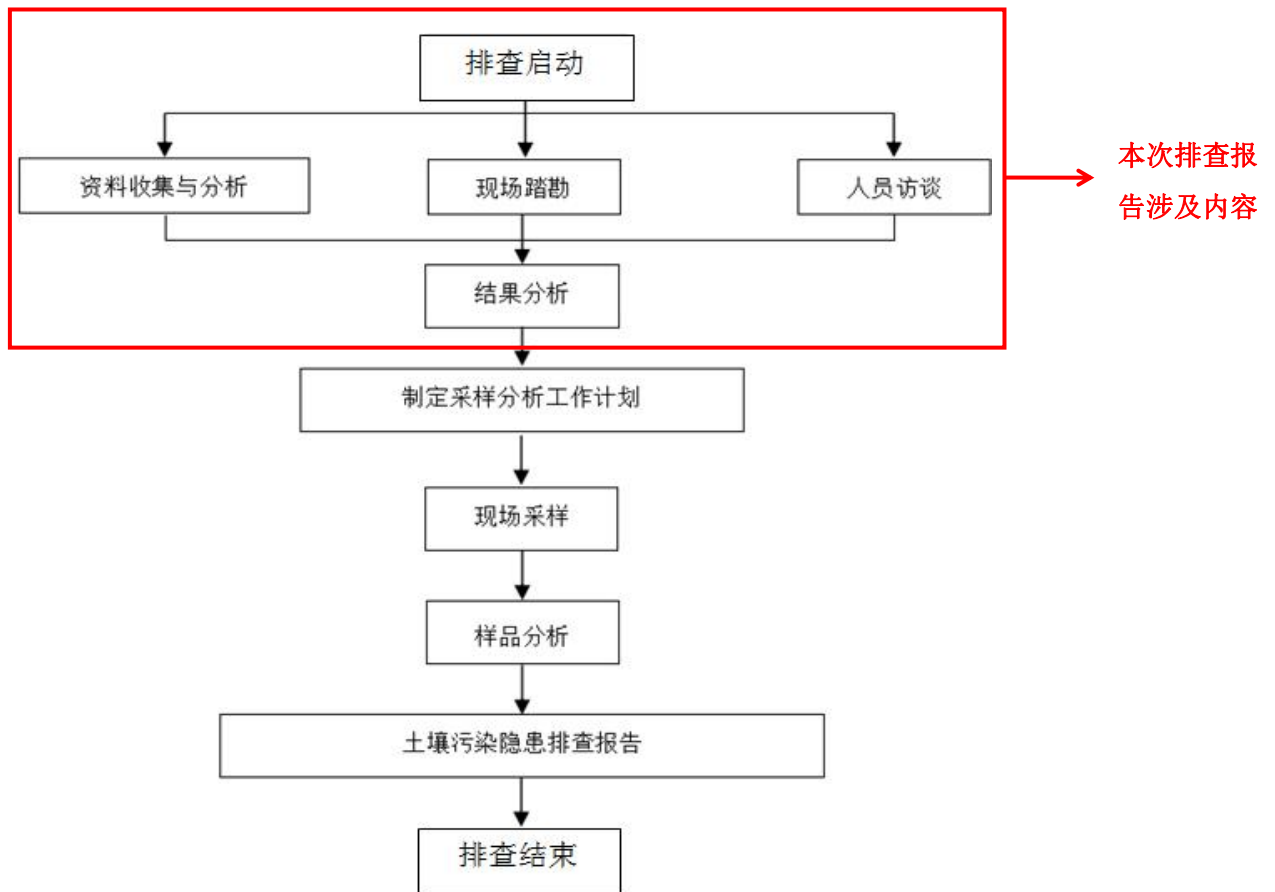 排查启动
资料收集与分析
现场踏勘
人员访谈
本次排查报
告涉及内容
结果分析
制定采样分析工作计划
现场采样
样品分析
土壤污染隐患排查报告
排查结束